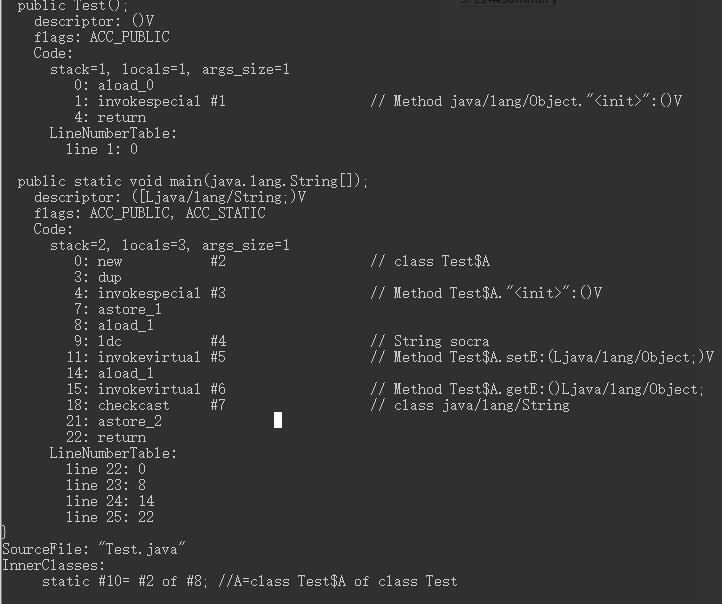 public Test();
descriptor: ()V
flags: ACC_PUBLIC
Code:
stack=1, locals=1, args_size=1
0: aload_0
1: invokespecial #1 // Method java/lang/Object."<init>":()V
4: return
LineNumberTable:
line 1: 0
public static void main(java.lang.String[]);
descriptor: ([Ljava/lang/String;)V
flags: ACC_PUBLIC, ACC_STATIC
Code:
stack=2, locals=3, args_size=1
0: new #2 // class Test$A
3: dup
4: invokespecial #3 // Method Test$A."<init>":()V
7: astore_1
8: aload_1
9: ldc #4 // String socra
11: invokevirtual #5 // Method Test$A.setE:(Ljava/lang/Object;)V
14: aload_1
15: invokevirtual #6 // Method Test$A.getE:()Ljava/lang/Object;
18: checkcast #7 // class java/lang/String
21: astore_2
22: return
LineNumberTable:
line 22: 0
line 23: 8
line 24: 14
line 25: 22
}
SourceFile: "Test.java"
InnerClasses:
static #10= #2 of #8; //A=class Test$A of class Test